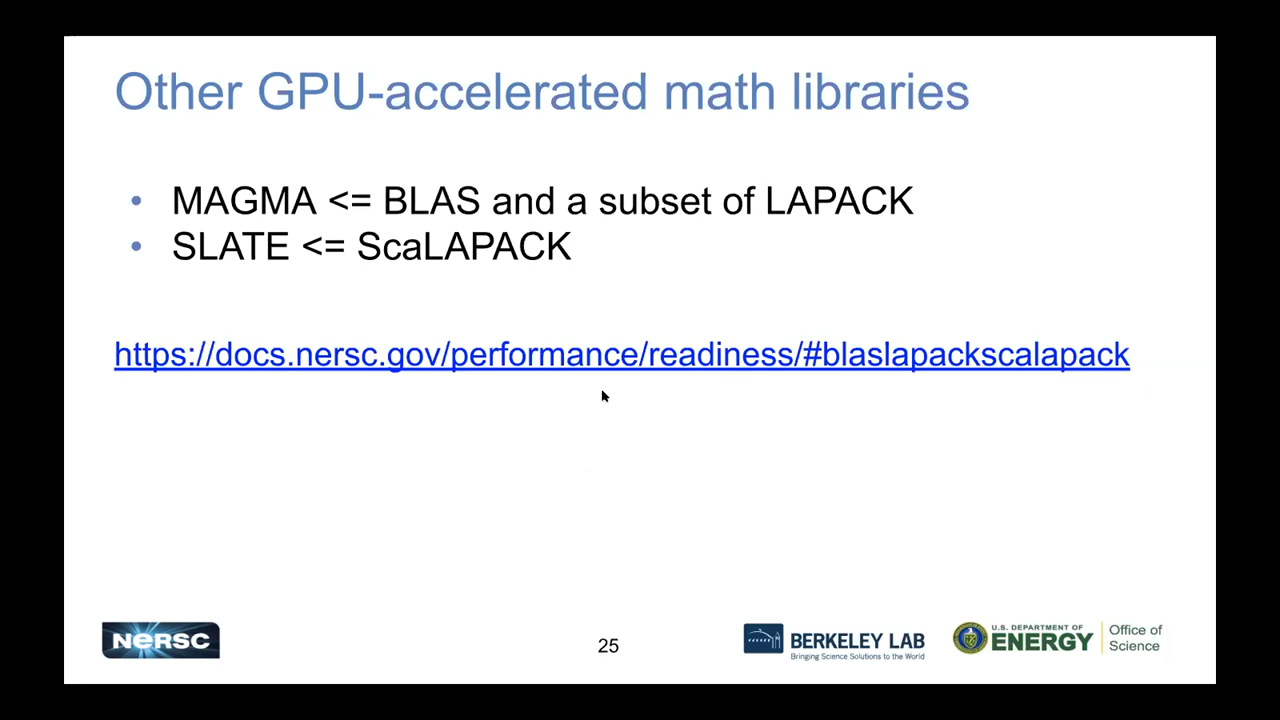 Other GPU-accelerated math libraries
• MAGMA <= BLAS and a subset of LAPACK
• SLATE <= ScaLAPACK
https://docs.nersc.gov/performance/readiness/#blaslapackscalapack
NERSC
25
BERKELEY LAB
Bringing Science Solutions to the World
U.S. DEPARTMENT OF
ENERGY
Office of
Science